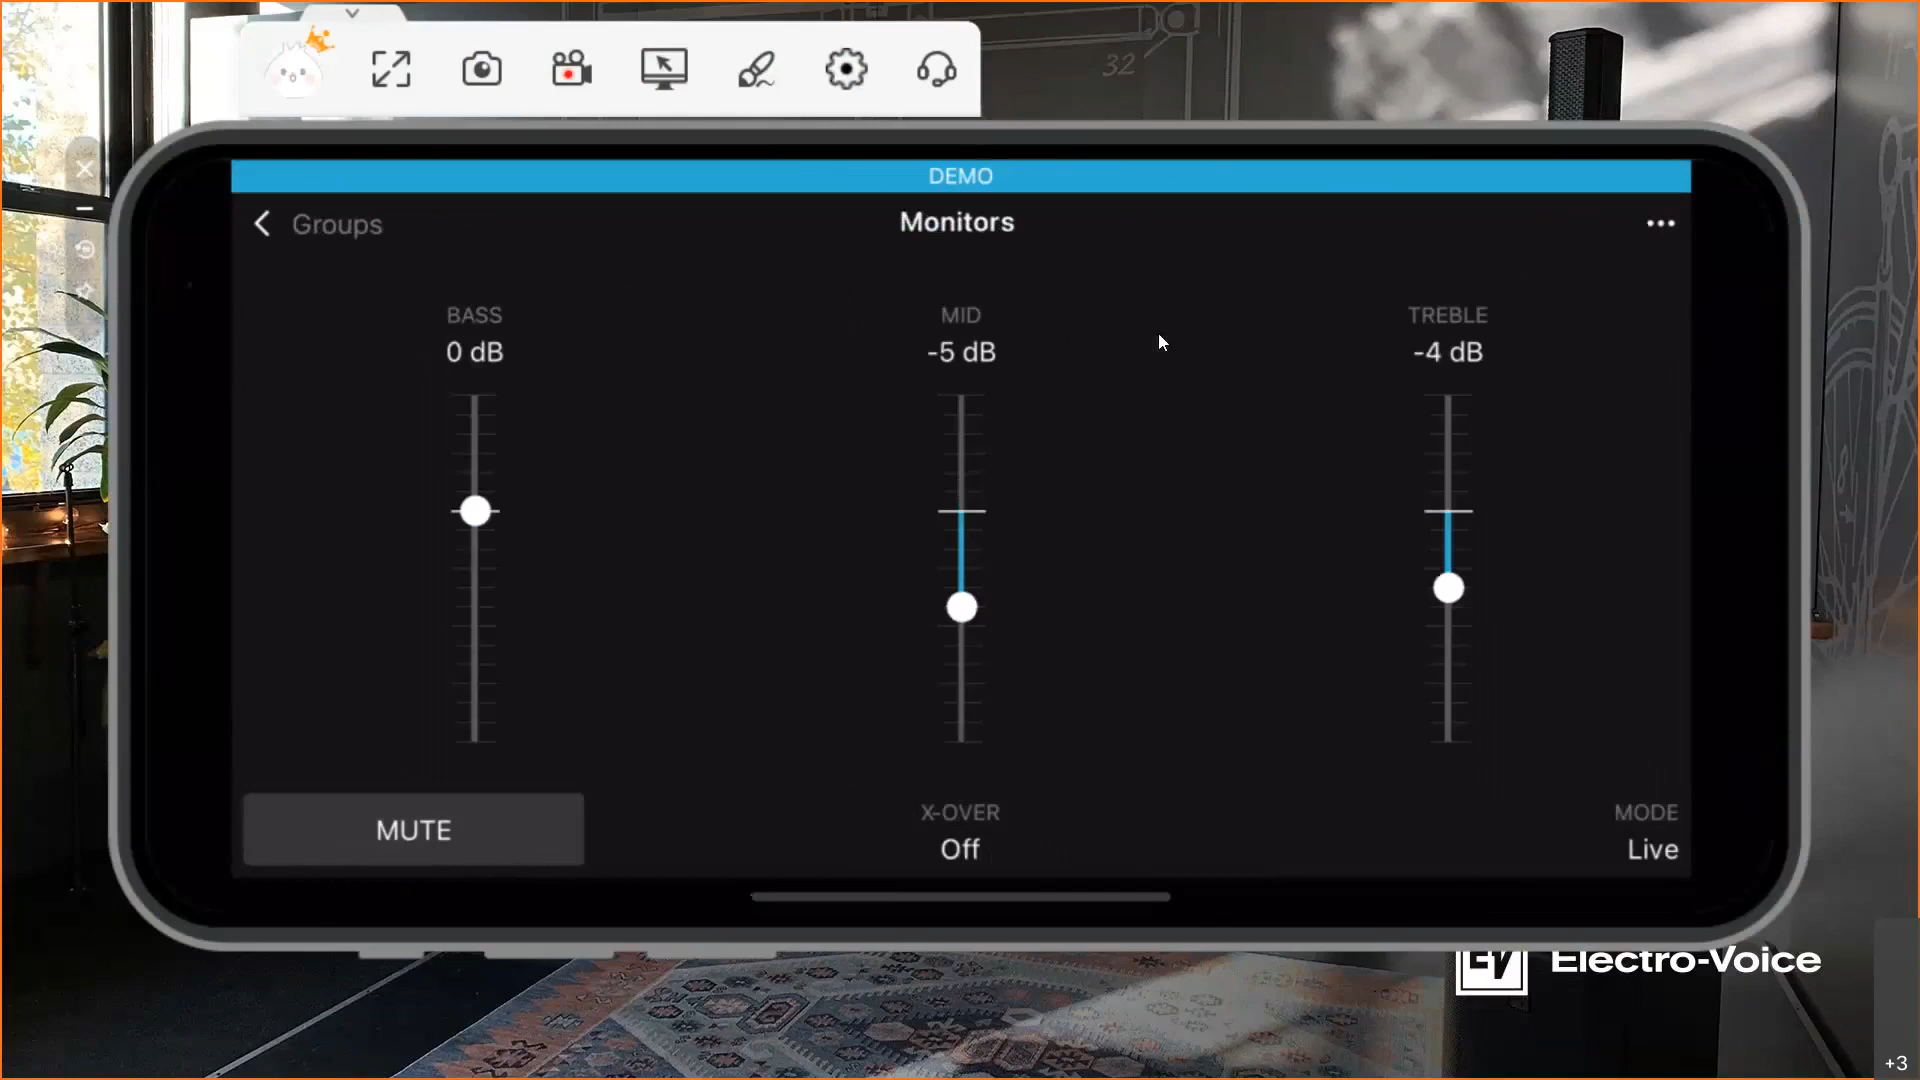 32
DEMO
Groups
Monitors
BASS
0 dB
MID
-5 dB
TREBLE
-4 dB
MUTE
X-OVER
Off
MODE
Live
EV
Electro-Voice
+3